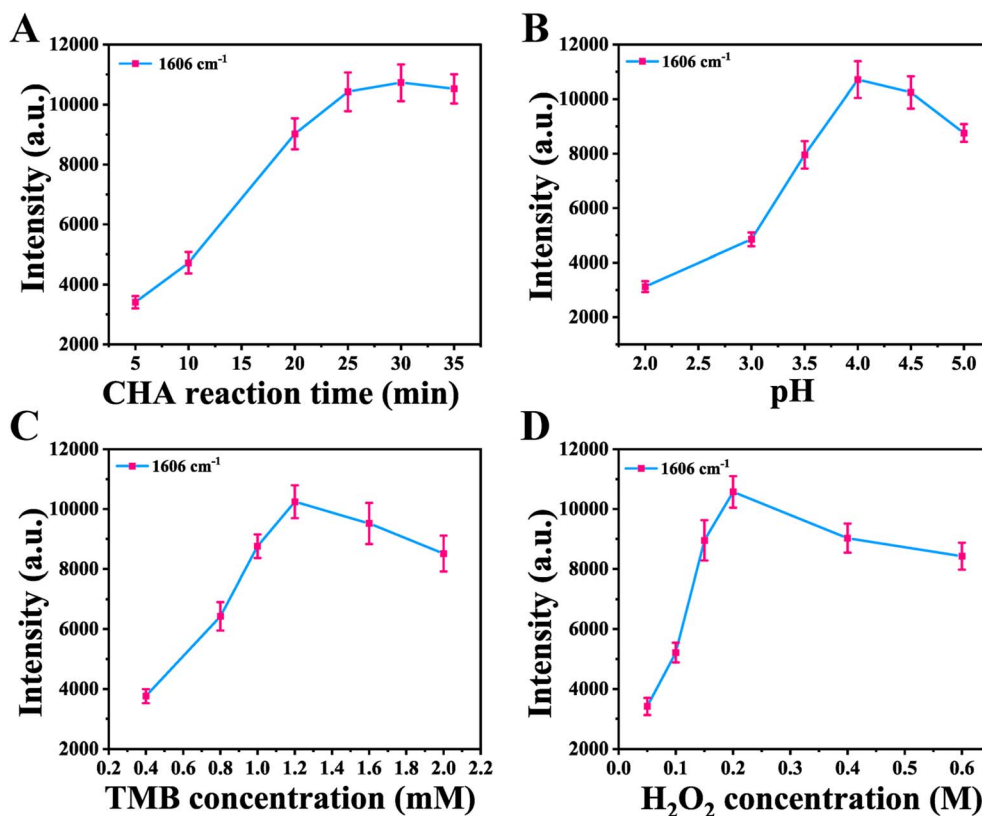 A
1606 cm⁻¹
Intensity (a.u.)
12000
10000
8000
6000
4000
2000
5 10 15 20 25 30 35
CHA reaction time (min)
B
1606 cm⁻¹
Intensity (a.u.)
12000
10000
8000
6000
4000
2000
2.0 2.5 3.0 3.5 4.0 4.5 5.0
pH
C
1606 cm⁻¹
Intensity (a.u.)
12000
10000
8000
6000
4000
2000
0.2 0.4 0.6 0.8 1.0 1.2 1.4 1.6 1.8 2.0 2.2
TMB concentration (mM)
D
1606 cm⁻¹
Intensity (a.u.)
12000
10000
8000
6000
4000
2000
0.0 0.1 0.2 0.3 0.4 0.5 0.6
H₂O₂ concentration (M)